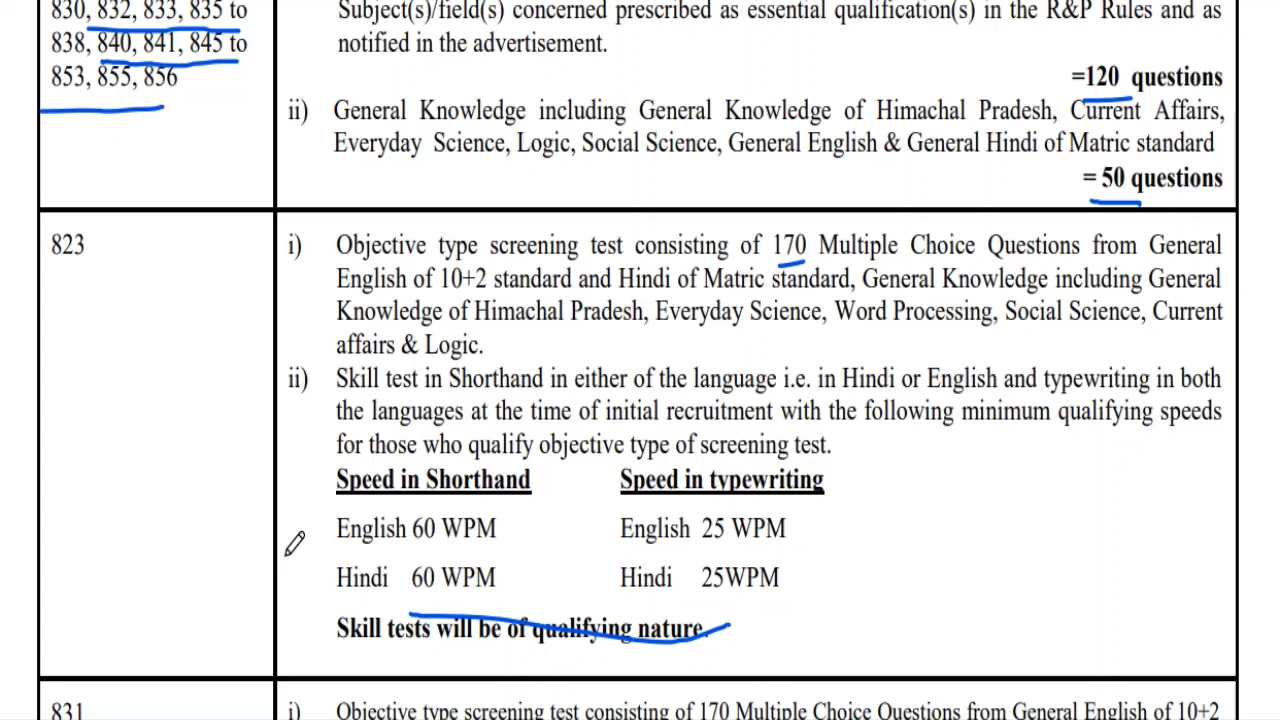 830, 832, 833, 835 to
838, 840, 841, 845 to
853, 855, 856
Subject(s)/field(s) concerned prescribed as essential qualification(s) in the R&P Rules and as
notified in the advertisement.
=120 questions
ii) General Knowledge including General Knowledge of Himachal Pradesh, Current Affairs,
Everyday Science, Logic, Social Science, General English & General Hindi of Matric standard
= 50 questions
823
i) Objective type screening test consisting of 170 Multiple Choice Questions from General
English of 10+2 standard and Hindi of Matric standard, General Knowledge including General
Knowledge of Himachal Pradesh, Everyday Science, Word Processing, Social Science, Current
affairs & Logic.
ii) Skill test in Shorthand in either of the language i.e. in Hindi or English and typewriting in both
the languages at the time of initial recruitment with the following minimum qualifying speeds
for those who qualify objective type of screening test.
Speed in Shorthand Speed in typewriting
English 60 WPM English 25 WPM
Hindi 60 WPM Hindi 25WPM
Skill tests will be of qualifying nature.
831
i) Objective type screening test consisting of 170 Multiple Choice Questions from General English of 10+2